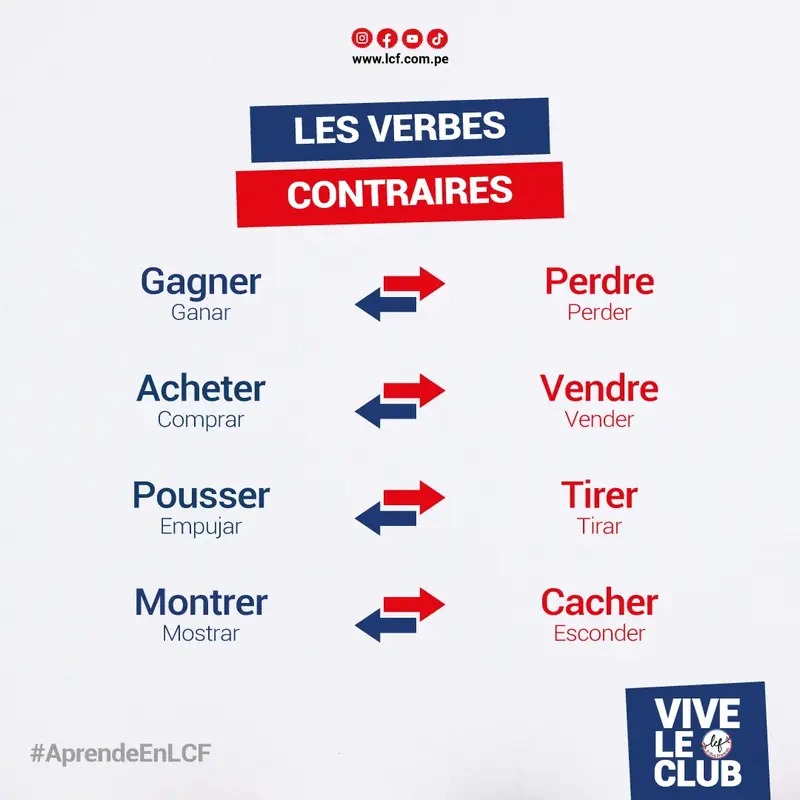 www.lcf.com.pe
LES VERBES
CONTRAIRES
Gagner Perdre
Ganar Perder
Acheter Vendre
Comprar Vender
Pousser Tirer
Empujar Tirar
Montrer Cacher
Mostrar Esconder
#AprendeEnLCF
VIVE
LE lcf
CLUB